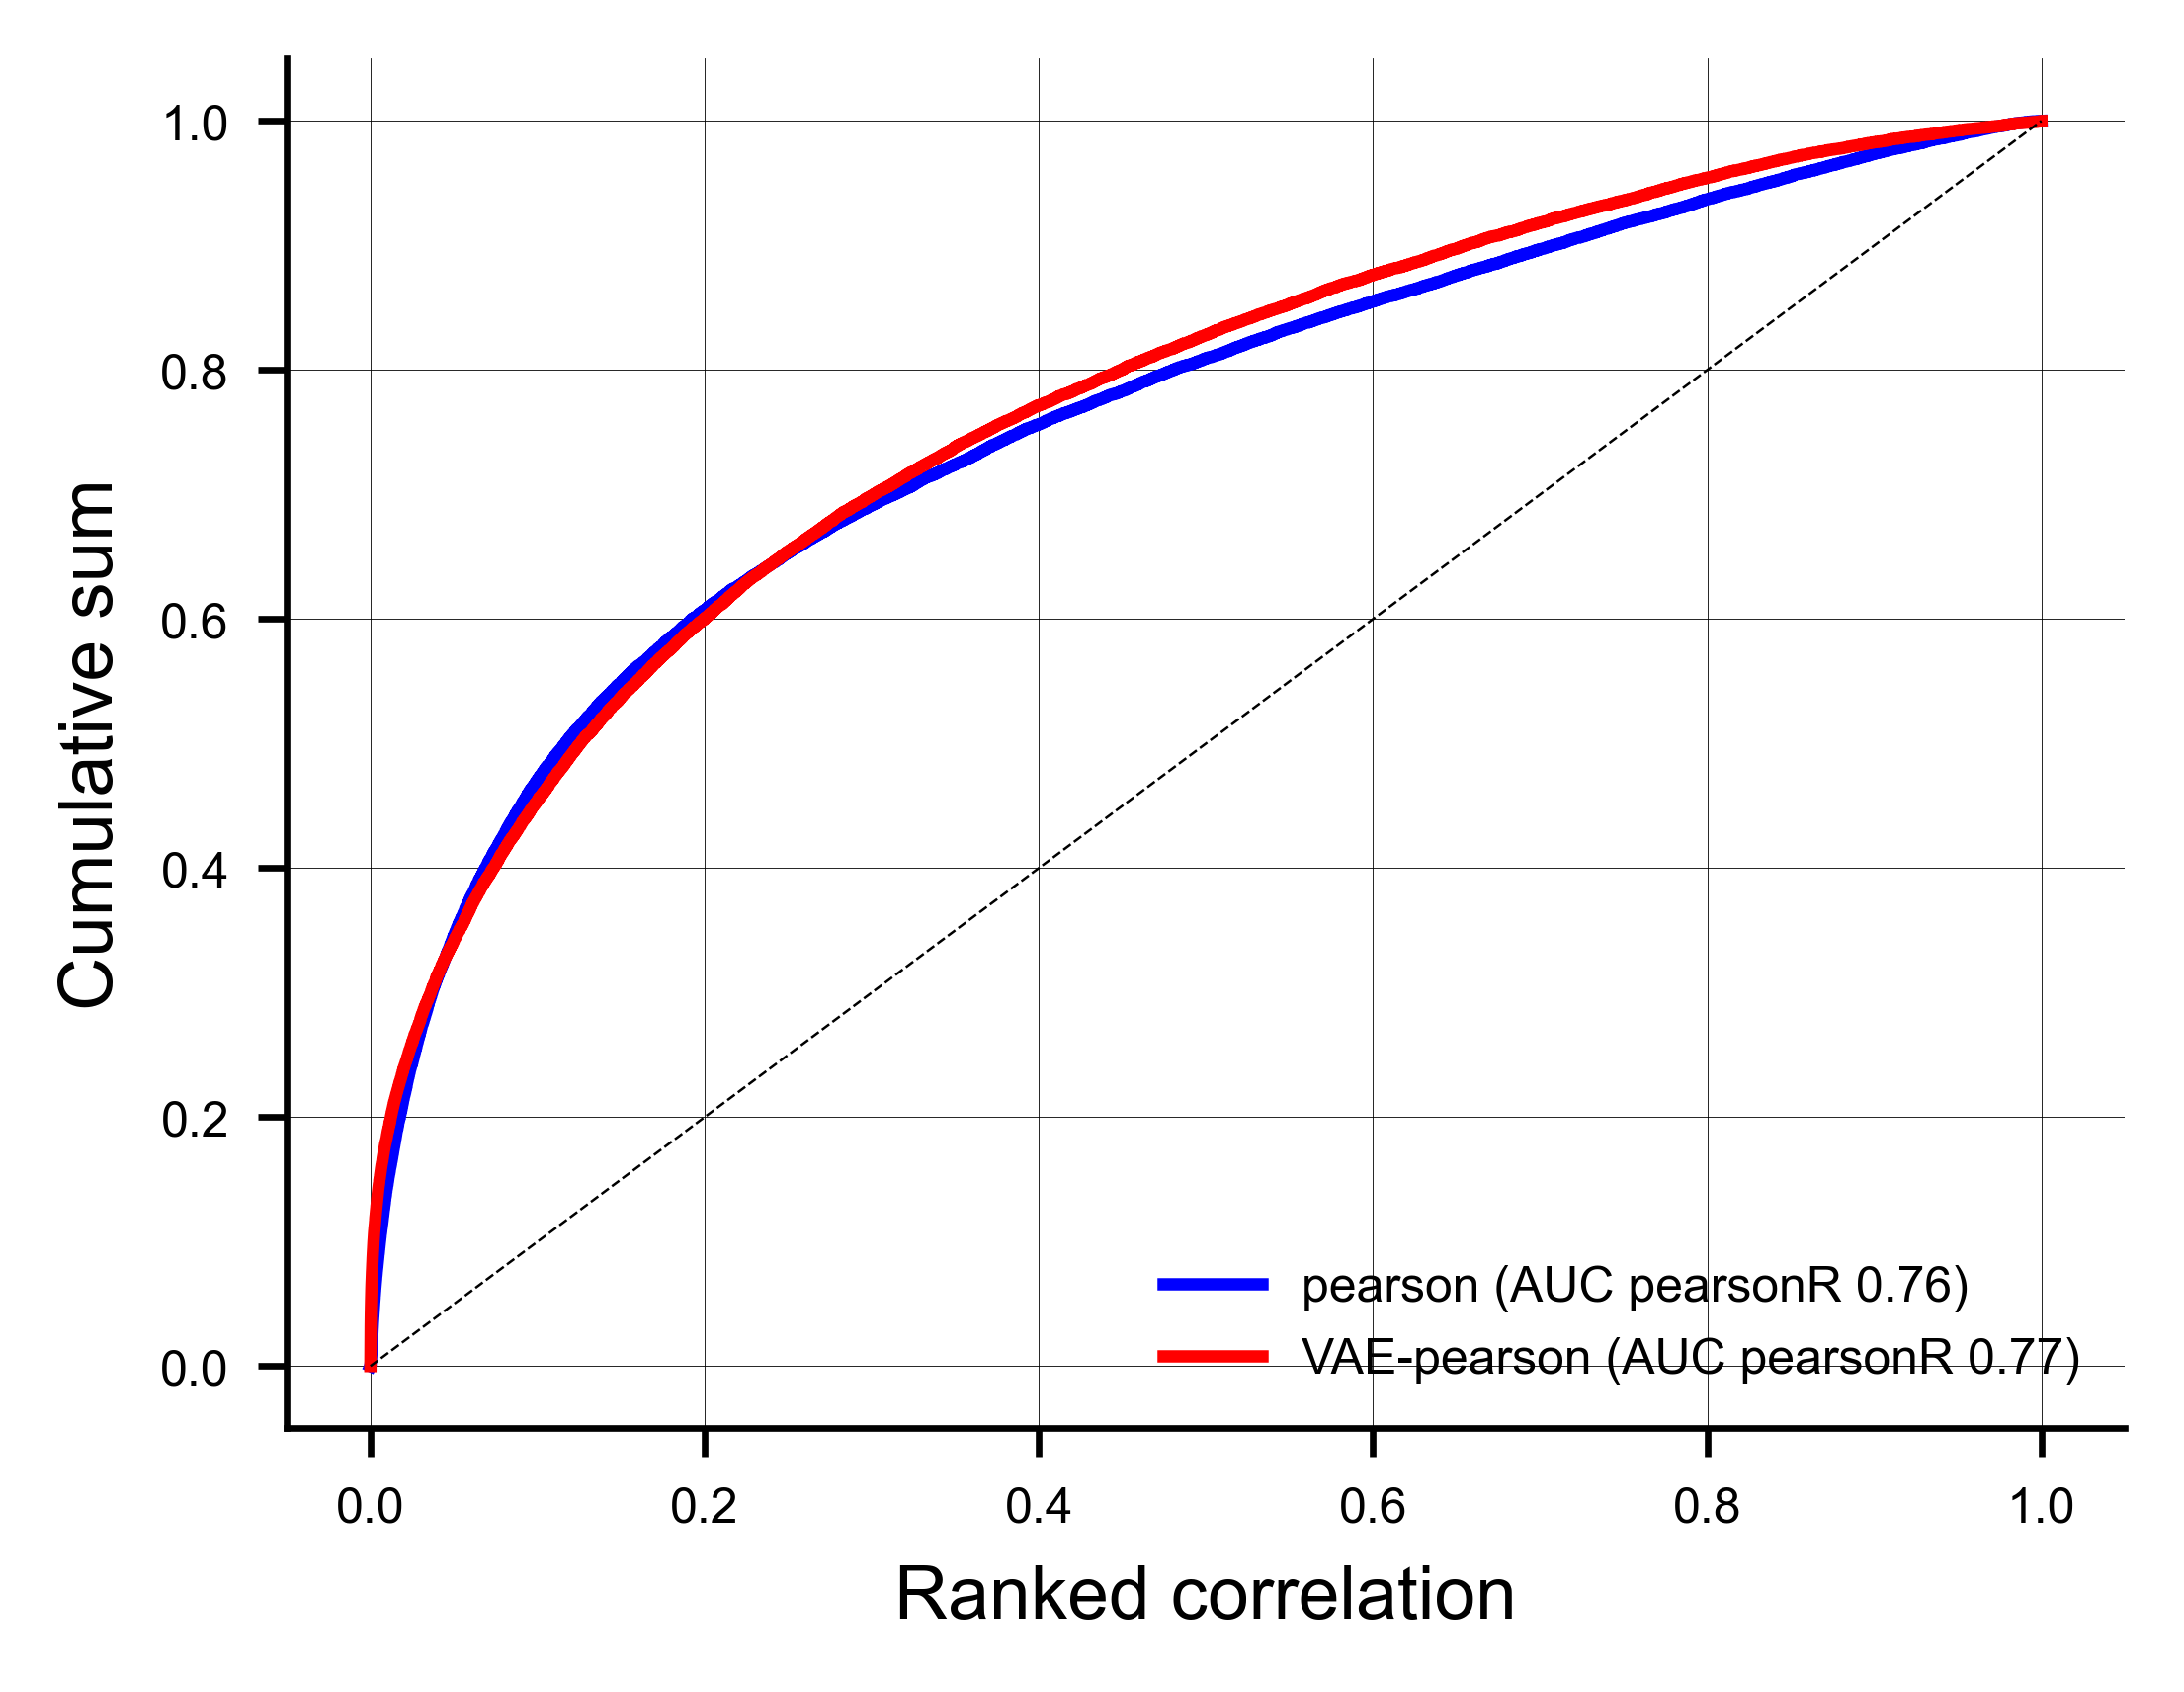 1.0
0.8
0.6
0.4
0.2
0.0
Cumulative sum
pearson (AUC pearsonR 0.76)
VAE-pearson (AUC pearsonR 0.77)
0.0 0.2 0.4 0.6 0.8 1.0
Ranked correlation